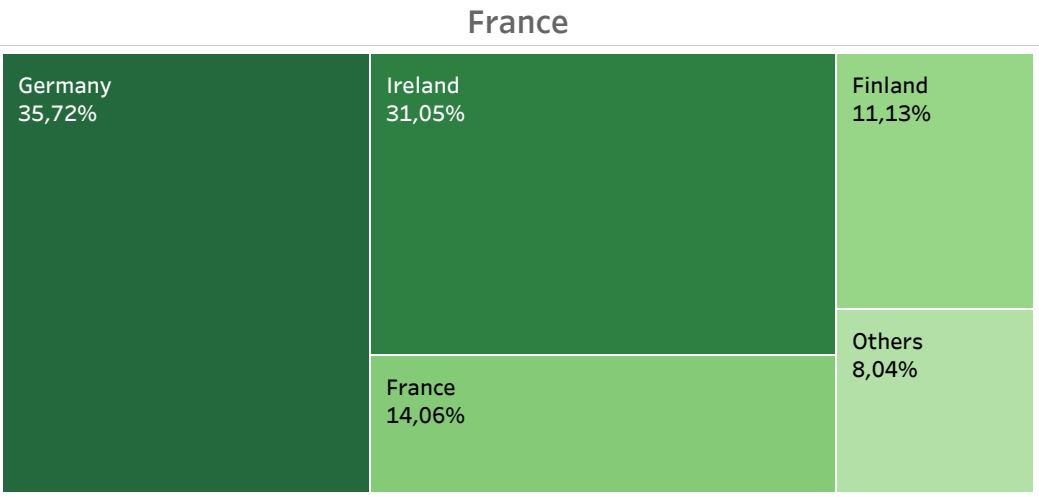 France
Germany
35,72%
Ireland
31,05%
France
14,06%
Finland
11,13%
Others
8,04%